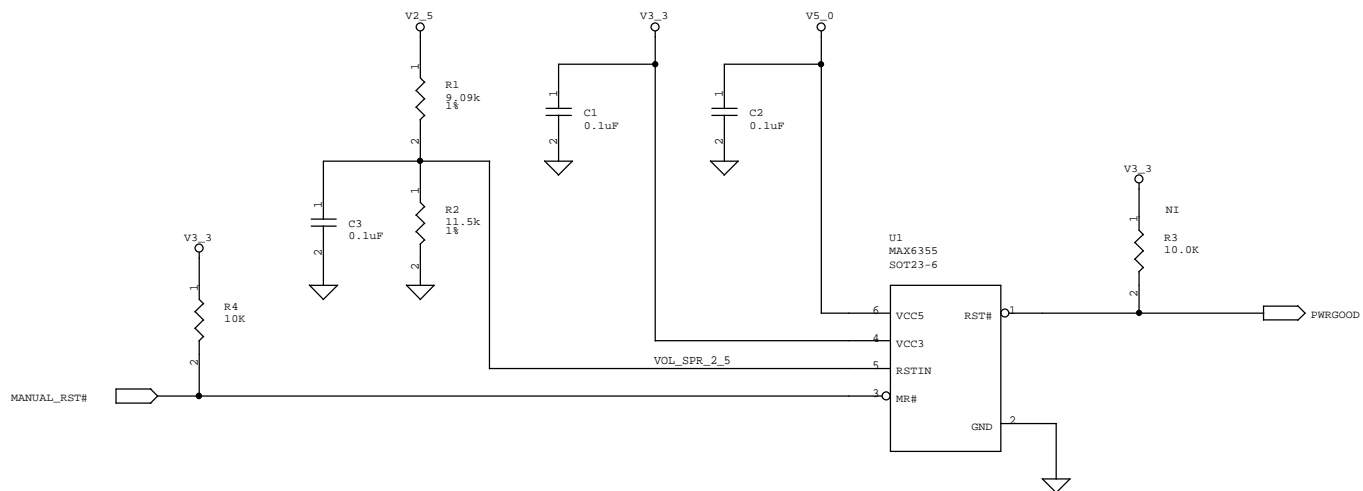 V2_5
V3_3
V5_0
1
R1
9.09k
1%
2
1
C1
0.1uF
2
1
C2
0.1uF
2
V3_3
1
NI
R3
10.0K
2
1
C3
0.1uF
2
1
R2
11.5k
1%
2
V3_3
1
R4
10K
2
U1
MAX6355
SOT23-6
6 VCC5 RST# 1 PWRGOOD
4 VCC3
VOL_SPR_2_5 5 RSTIN
MANUAL_RST# 3 MR#
GND 2